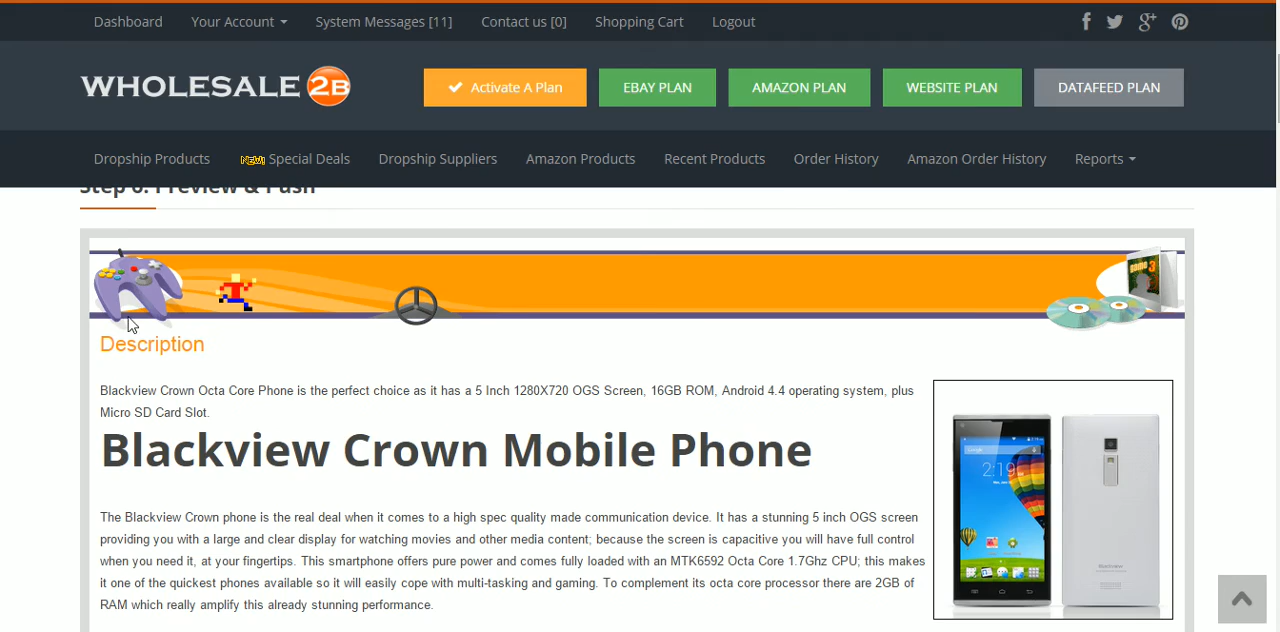 Dashboard Your Account System Messages [11] Contact us [0] Shopping Cart Logout
WHOLESALE 2B Activate A Plan EBAY PLAN AMAZON PLAN WEBSITE PLAN DATAFEED PLAN
Dropship Products NEW! Special Deals Dropship Suppliers Amazon Products Recent Products Order History Amazon Order History Reports
Step 6: Preview & Push
game 3
Description
Blackview Crown Octa Core Phone is the perfect choice as it has a 5 Inch 1280X720 OGS Screen, 16GB ROM, Android 4.4 operating system, plus
Micro SD Card Slot.
Blackview Crown Mobile Phone
2:19
The Blackview Crown phone is the real deal when it comes to a high spec quality made communication device. It has a stunning 5 inch OGS screen
providing you with a large and clear display for watching movies and other media content; because the screen is capacitive you will have full control
when you need it, at your fingertips. This smartphone offers pure power and comes fully loaded with an MTK6592 Octa Core 1.7Ghz CPU; this makes
it one of the quickest phones available as it will easily cope with multi-tasking and gaming. To complement its octa core processor there are 2GB of
RAM which really amplify this already stunning performance.